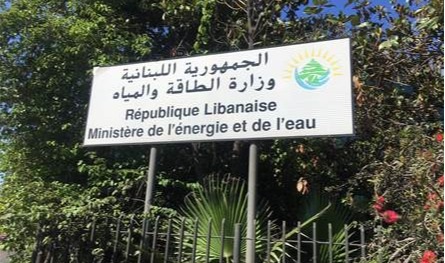 الجمهورية اللبنانية
وزارة الطاقة والمياه
République Libanaise
Ministère de l'énergie et de l'eau